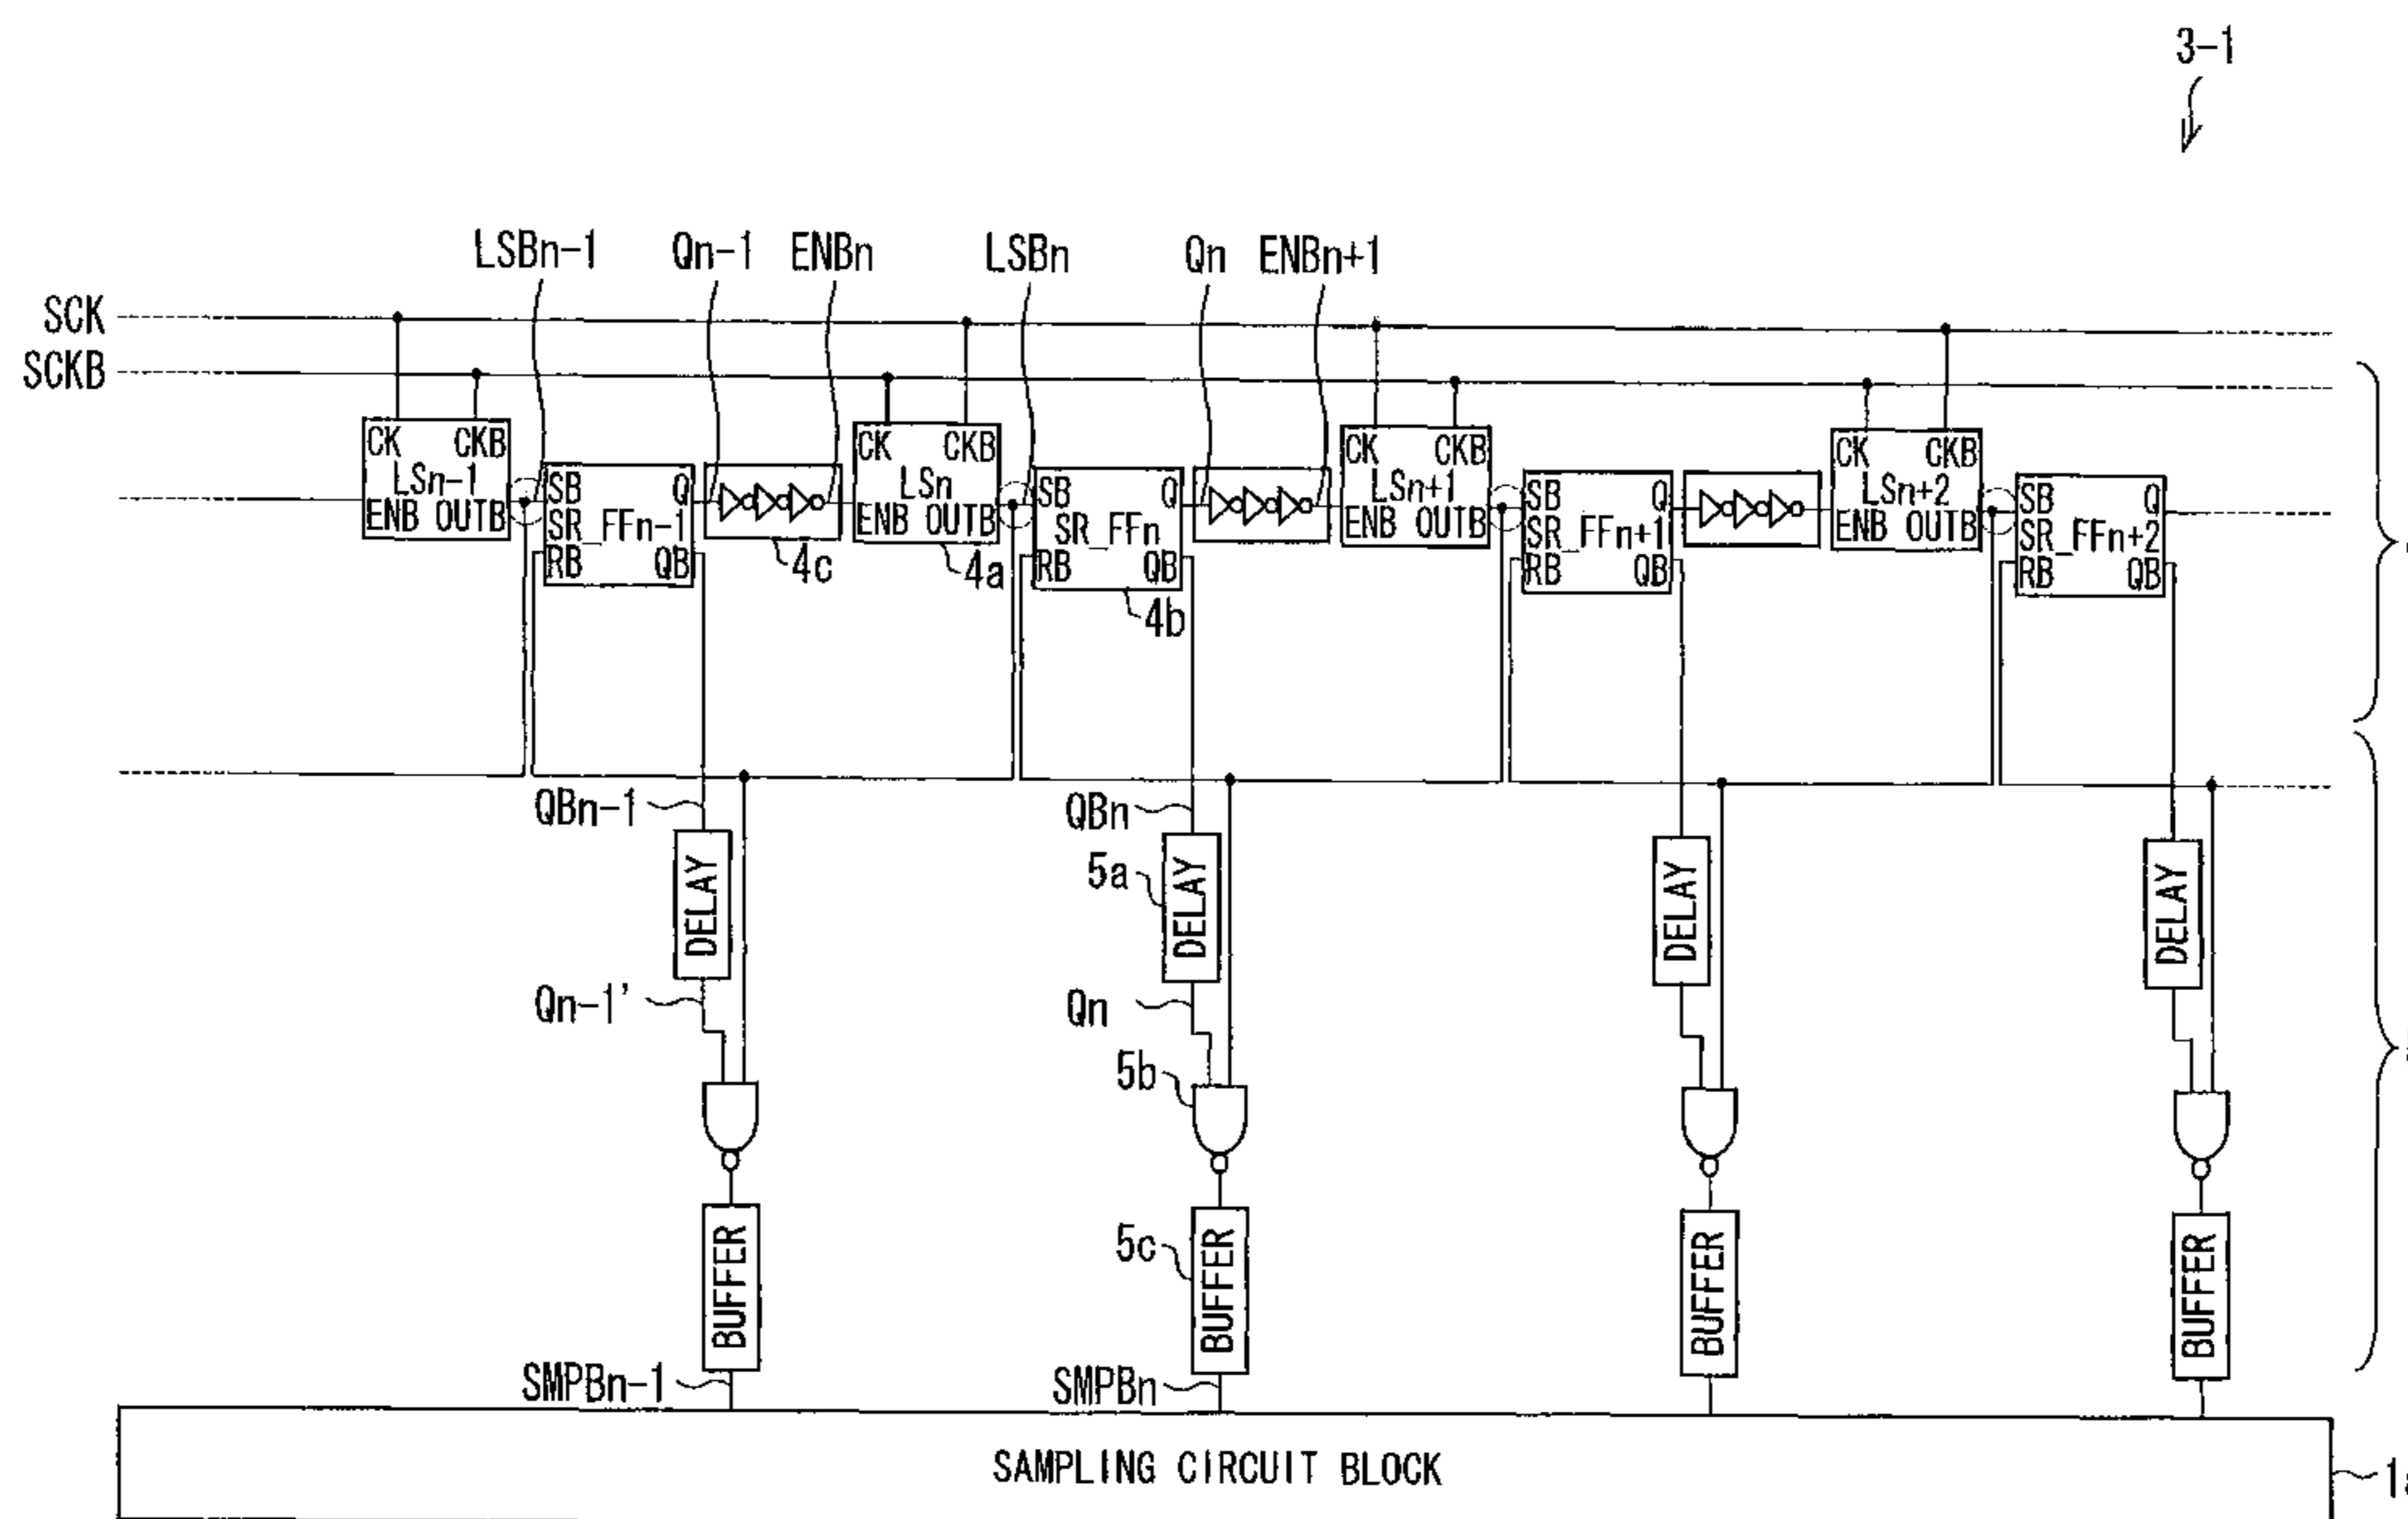 3-1
LSBn-1 Qn-1 ENBn LSBn Qn ENBn+1
SCK
SCKB
CK CKB
LSn-1
ENB OUTB
SB Q
SR_FFn-1
RB QB
4c
CK CKB
LSn
ENB OUTB
4a
SB Q
SR_FFn
RB QB
4b
CK CKB
LSn+1
ENB OUTB
SB Q
SR_FFn+1
RB QB
CK CKB
LSn+2
ENB OUTB
SB Q
SR_FFn+2
RB QB
QBn-1
QBn
5a
DELAY
DELAY
DELAY
DELAY
Qn-1'
Qn
5b
5c
BUFFER
BUFFER
BUFFER
BUFFER
SMPBn-1
SMPBn
SAMPLING CIRCUIT BLOCK